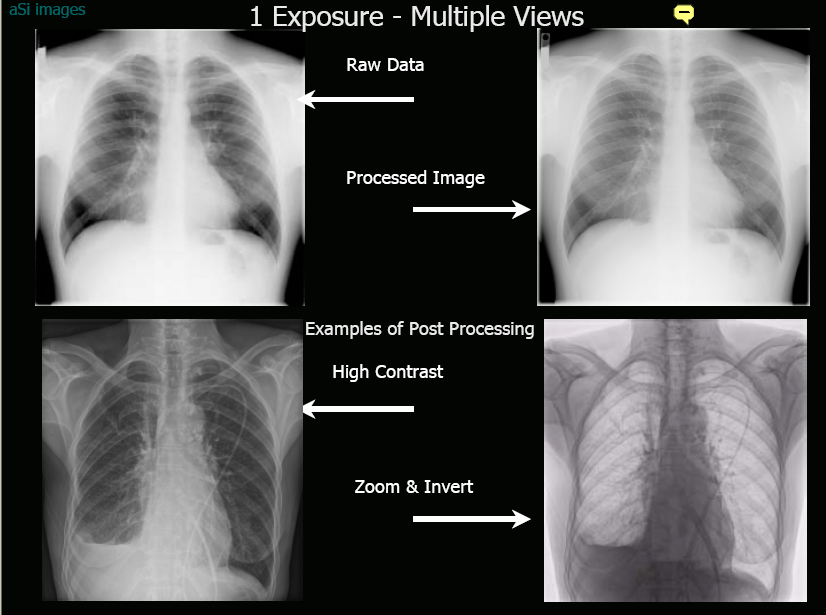 aSi images
1 Exposure - Multiple Views
Raw Data
Processed Image
Examples of Post Processing
High Contrast
Zoom & Invert